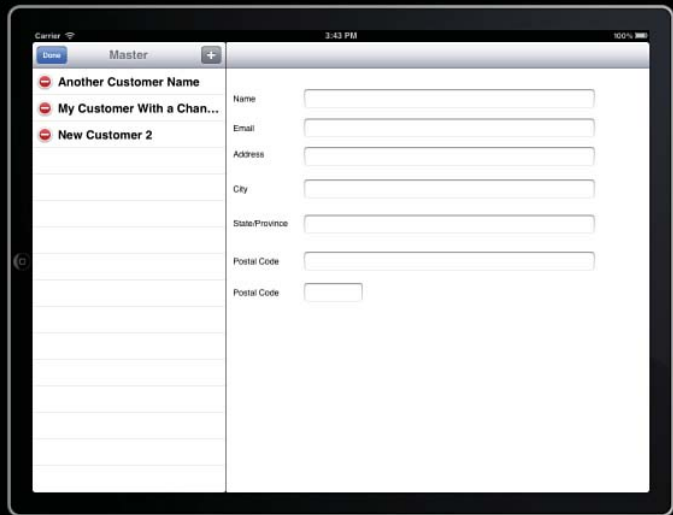 Carrier 3:43 PM 100%
Done Master +
Another Customer Name
My Customer With a Chan...
New Customer 2
Name
Email
Address
City
State/Province
Postal Code
Postal Code